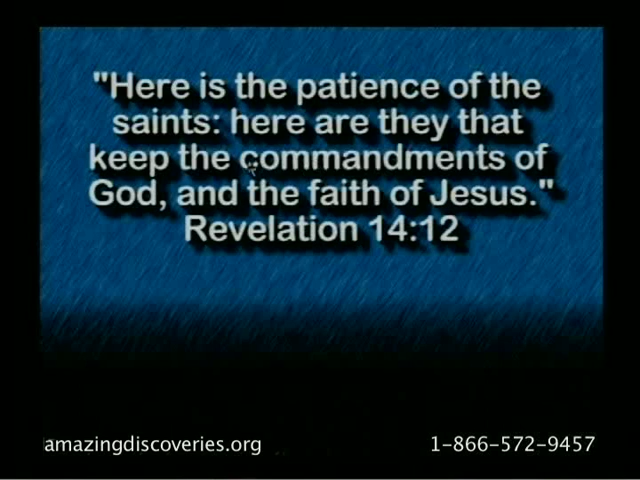 "Here is the patience of the
saints: here are they that
keep the commandments of
God, and the faith of Jesus."
Revelation 14:12
amazingdiscoveries.org
1-866-572-9457